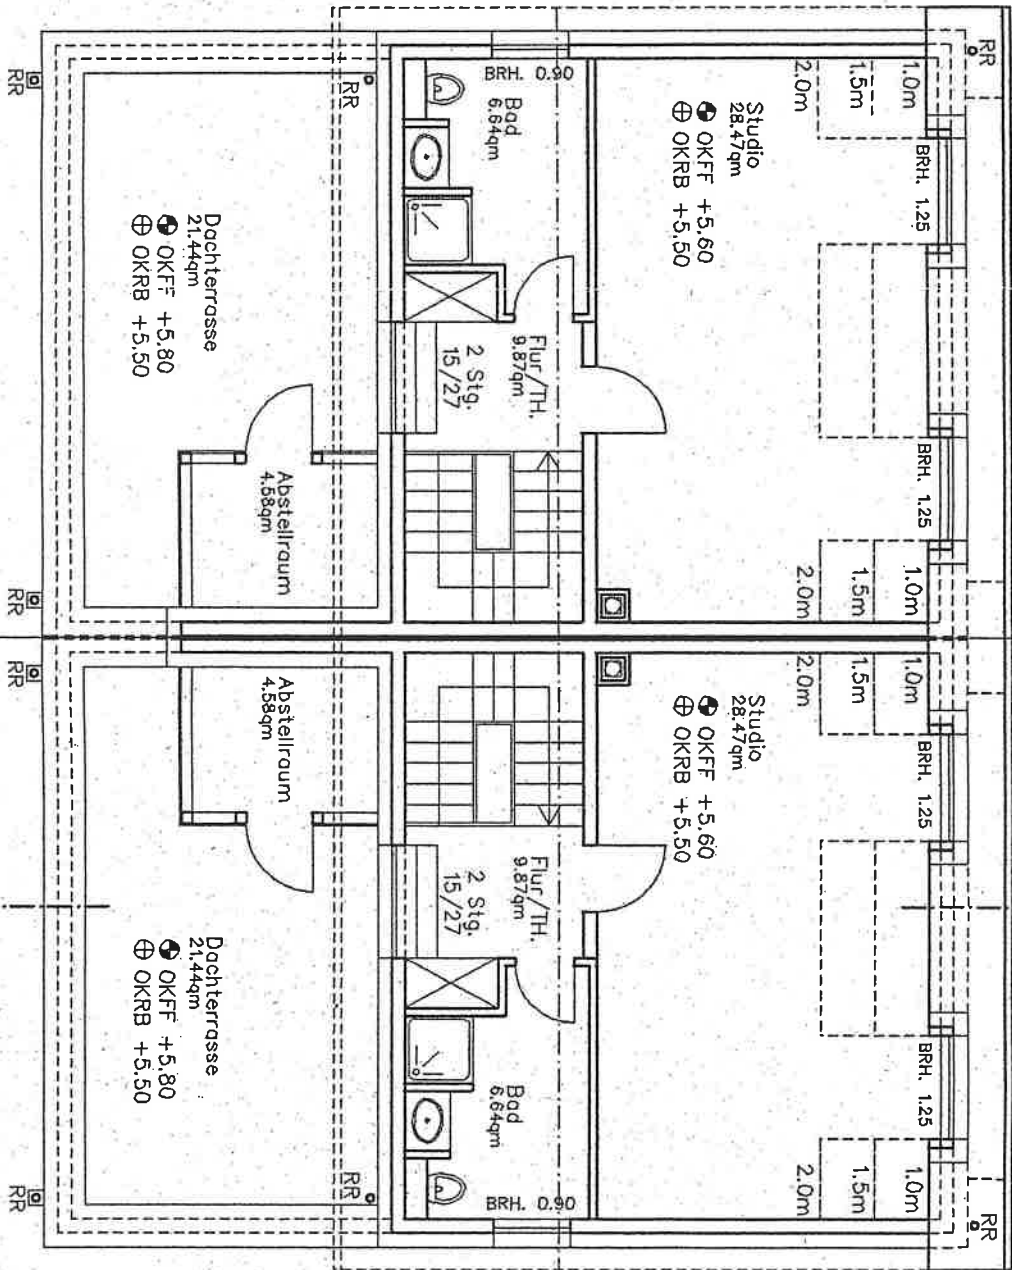 RR
1.0m
1.5m
2.0m
BRH. 1.25
Studio
28.47qm
OKFF +5.60
OKRB +5.50
BRH. 1.25
1.0m
1.5m
2.0m
BRH. 0.90
Bad
6.64qm
Flur/TH.
9.87qm
2 Stg.
15/27
RR
Dachterrasse
21.44qm
OKFF +5.80
OKRB +5.50
Abstellraum
4.58qm
RR
RR
1.0m
1.5m
2.0m
BRH. 1.25
Studio
28.47qm
OKFF +5.60
OKRB +5.50
BRH. 1.25
1.0m
1.5m
2.0m
RR
Flur/TH.
9.87qm
2 Stg.
15/27
Bad
6.64qm
BRH. 0.90
Abstellraum
4.58qm
Dachterrasse
21.44qm
OKFF +5.80
OKRB +5.50
RR
RR
RR